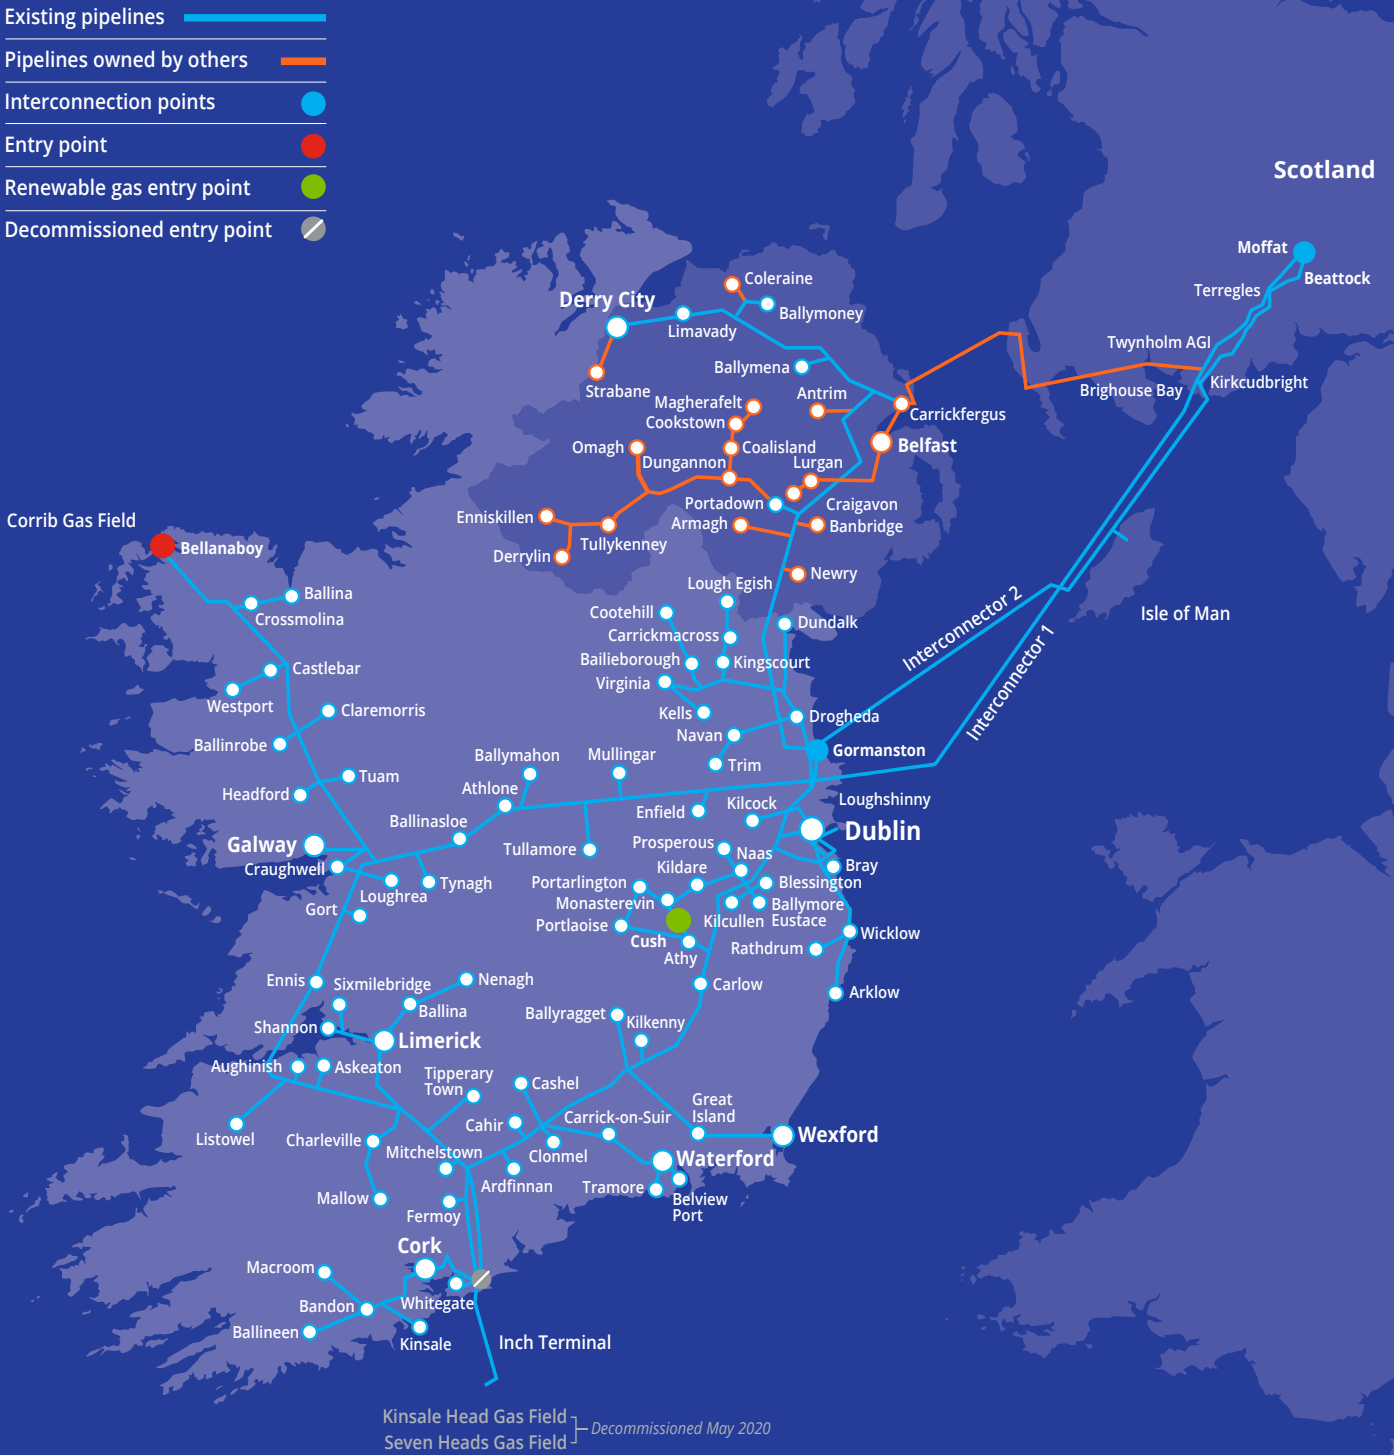 Existing pipelines
Pipelines owned by others
Interconnection points
Entry point
Renewable gas entry point
Decommissioned entry point
Scotland
Moffat
Beattock
Terregles
Twynholm AGI
Brighouse Bay
Kirkcudbright
Coleraine
Derry City
Ballymoney
Limavady
Ballymena
Strabane
Antrim
Magherafelt
Cookstown
Carrickfergus
Omagh
Coalisland
Belfast
Dungannon
Lurgan
Portadown
Craigavon
Enniskillen
Armagh
Banbridge
Tullykenney
Derrylin
Corrib Gas Field
Bellanaboy
Newry
Lough Egish
Ballina
Crossmolina
Cootehill
Dundalk
Carrickmacross
Bailieborough
Kingscourt
Virginia
Interconnector 2
Interconnector 1
Isle of Man
Castlebar
Westport
Claremorris
Kells
Drogheda
Ballinrobe
Navan
Gormanston
Trim
Ballymahon
Mullingar
Tuam
Headford
Athlone
Enfield
Kilcock
Loughshinny
Ballinasloe
Dublin
Galway
Tullamore
Prosperous
Naas
Craughwell
Bray
Kildare
Loughrea
Tynagh
Portarlington
Blessington
Monasterevin
Ballymore
Eustace
Gort
Kilcullen
Portlaoise
Cush
Athy
Wicklow
Rathdrum
Ennis
Sixmilebridge
Nenagh
Carlow
Arklow
Ballina
Shannon
Ballyragget
Kilkenny
Limerick
Aughinish
Askeaton
Tipperary
Town
Cashel
Great
Island
Listowel
Charleville
Cahir
Carrick-on-Suir
Wexford
Mitchelstown
Clonmel
Waterford
Ardfinnan
Tramore
Belview
Port
Mallow
Fermoy
Cork
Macroom
Whitegate
Bandon
Ballineen
Kinsale
Inch Terminal
Kinsale Head Gas Field
Seven Heads Gas Field
Decommissioned May 2020